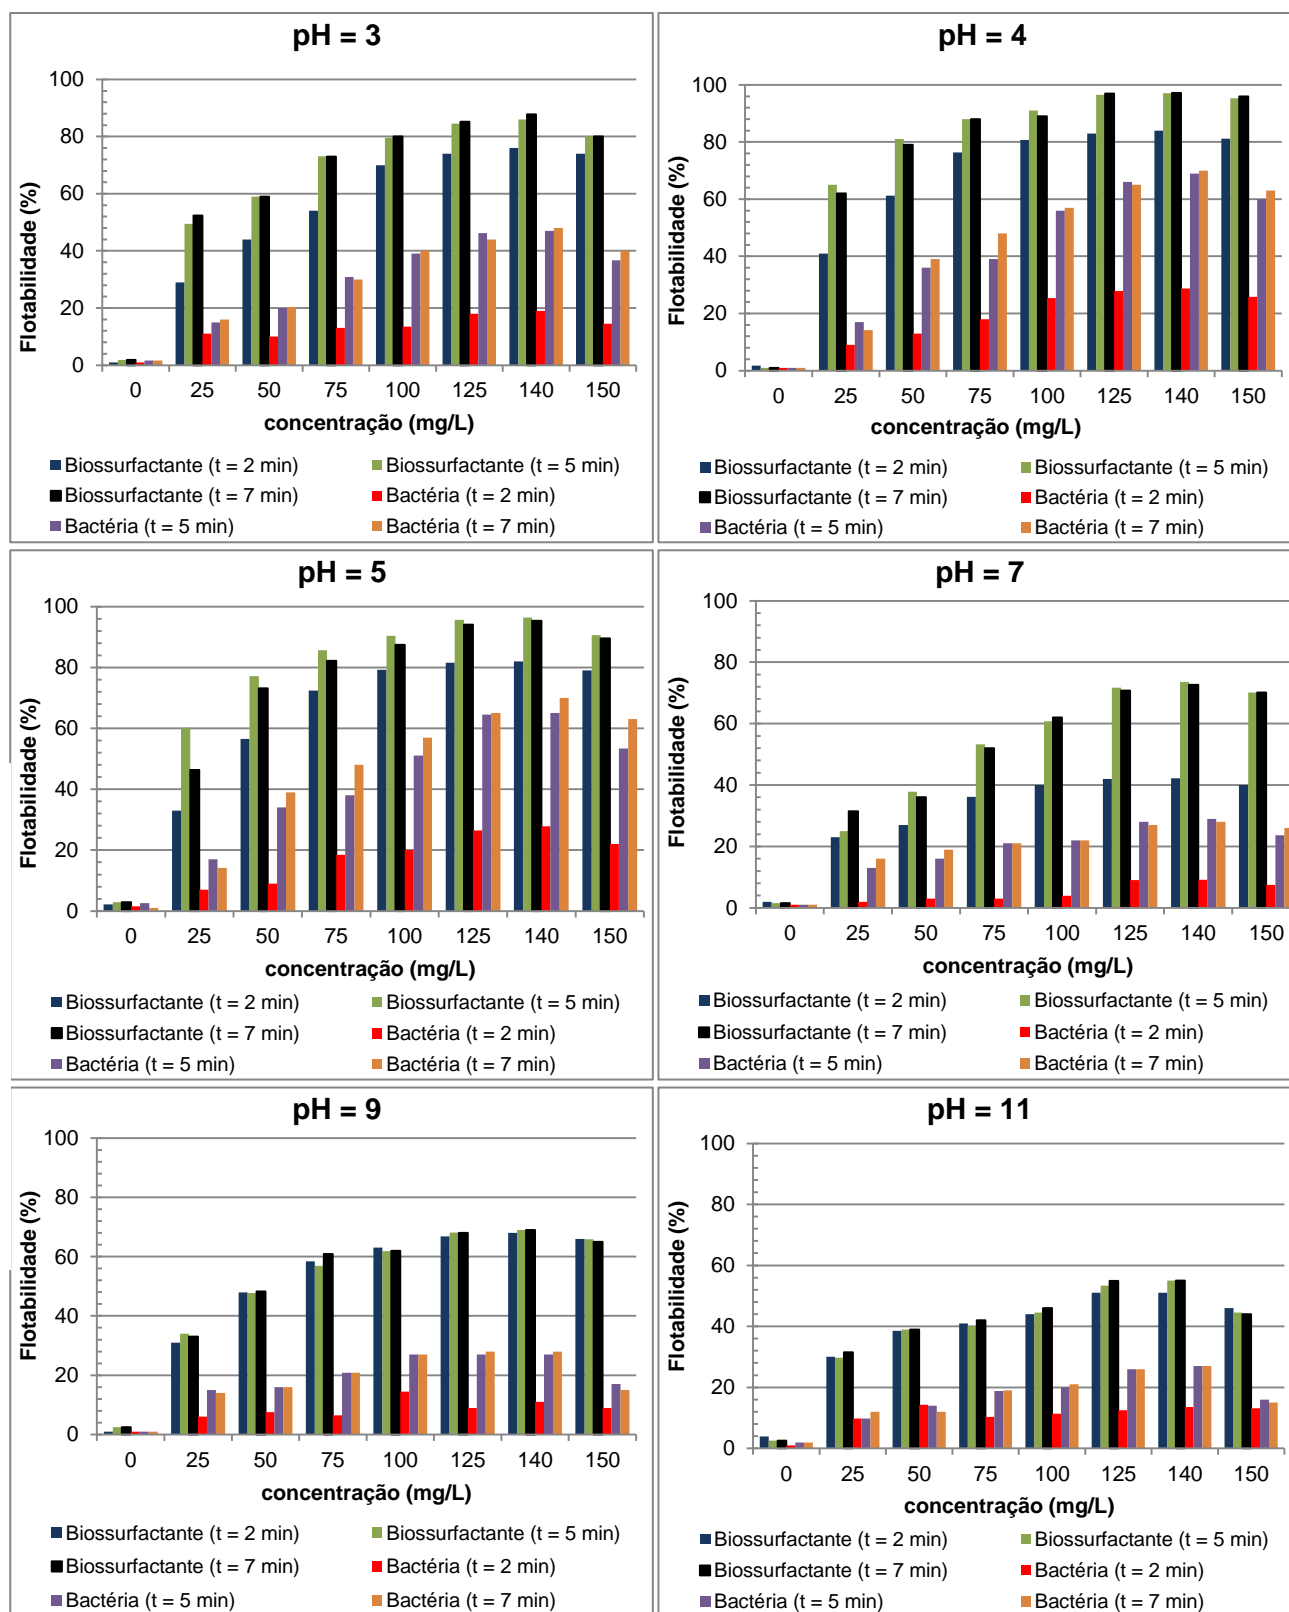 pH = 3
100
80
60
40
20
0
Flotabilidade (%)
0 25 50 75 100 125 140 150
concentração (mg/L)
Biossurfactante (t = 2 min) Biossurfactante (t = 5 min)
Biossurfactante (t = 7 min) Bactéria (t = 2 min)
Bactéria (t = 5 min) Bactéria (t = 7 min)
pH = 4
100
80
60
40
20
0
Flotabilidade (%)
0 25 50 75 100 125 140 150
concentração (mg/L)
Biossurfactante (t = 2 min) Biossurfactante (t = 5 min)
Biossurfactante (t = 7 min) Bactéria (t = 2 min)
Bactéria (t = 5 min) Bactéria (t = 7 min)
pH = 5
100
80
60
40
20
0
Flotabilidade (%)
0 25 50 75 100 125 140 150
concentração (mg/L)
Biossurfactante (t = 2 min) Biossurfactante (t = 5 min)
Biossurfactante (t = 7 min) Bactéria (t = 2 min)
Bactéria (t = 5 min) Bactéria (t = 7 min)
pH = 7
100
80
60
40
20
0
Flotabilidade (%)
0 25 50 75 100 125 140 150
concentração (mg/L)
Biossurfactante (t = 2 min) Biossurfactante (t = 5 min)
Biossurfactante (t = 7 min) Bactéria (t = 2 min)
Bactéria (t = 5 min) Bactéria (t = 7 min)
pH = 9
100
80
60
40
20
0
Flotabilidade (%)
0 25 50 75 100 125 140 150
concentração (mg/L)
Biossurfactante (t = 2 min) Biossurfactante (t = 5 min)
Biossurfactante (t = 7 min) Bactéria (t = 2 min)
Bactéria (t = 5 min) Bactéria (t = 7 min)
pH = 11
100
80
60
40
20
0
Flotabilidade (%)
0 25 50 75 100 125 140 150
concentração (mg/L)
Biossurfactante (t = 2 min) Biossurfactante (t = 5 min)
Biossurfactante (t = 7 min) Bactéria (t = 2 min)
Bactéria (t = 5 min) Bactéria (t = 7 min)